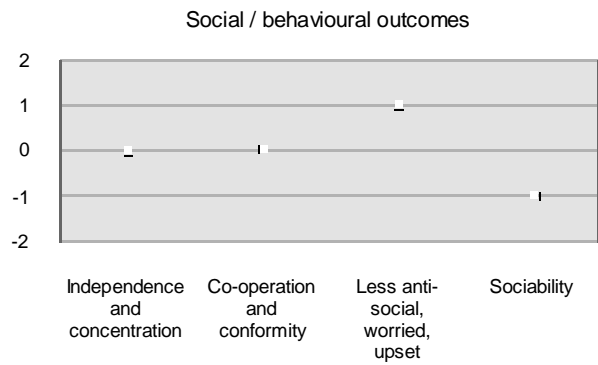 Social / behavioural outcomes
2
1
0
-1
-2
Independence
and
concentration
Co-operation
and
conformity
Less anti-
social,
worried,
upset
Sociability